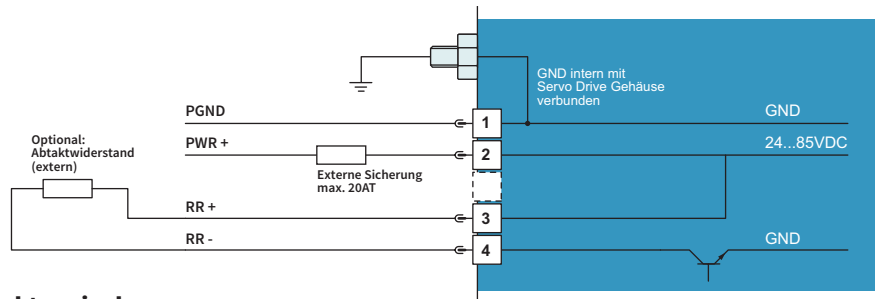 GND intern mit
Servo Drive Gehäuse
verbunden
PGND
1
GND
Optional:
Abtaktwiderstand
(extern)
PWR +
2
24...85VDC
Externe Sicherung
max. 20AT
RR +
3
RR -
4
GND